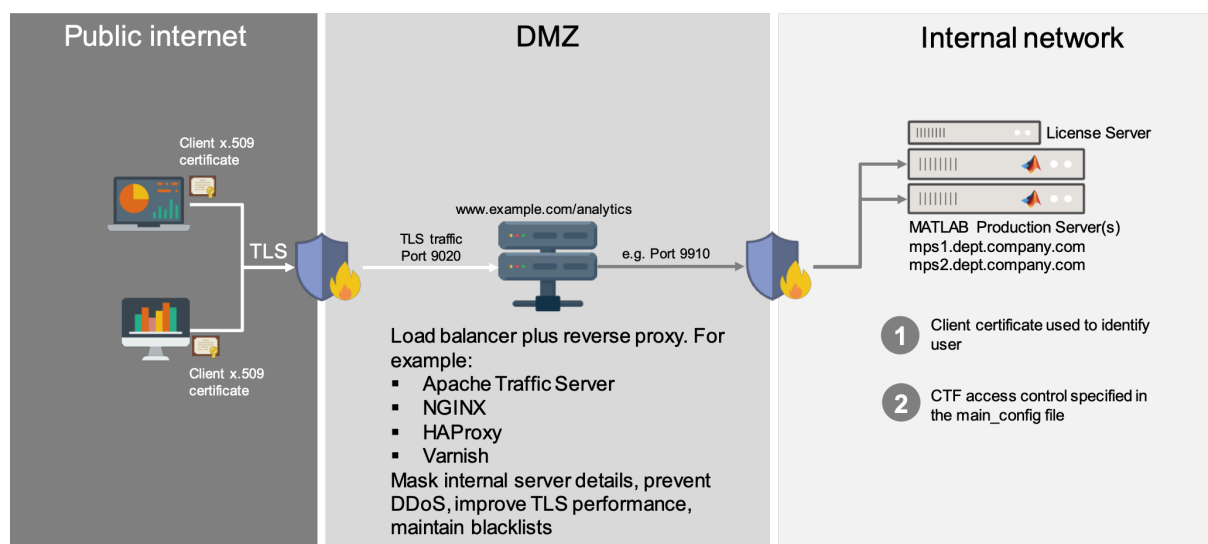 Public internet
DMZ
Internal network
Client x.509
certificate
TLS
Client x.509
certificate
www.example.com/analytics
TLS traffic
Port 9020
e.g. Port 9910
Load balancer plus reverse proxy. For
example:
▪ Apache Traffic Server
▪ NGINX
▪ HAProxy
▪ Varnish
Mask internal server details, prevent
DDoS, improve TLS performance,
maintain blacklists
License Server
MATLAB Production Server(s)
mps1.dept.company.com
mps2.dept.company.com
1 Client certificate used to identify
user
2 CTF access control specified in
the main_config file